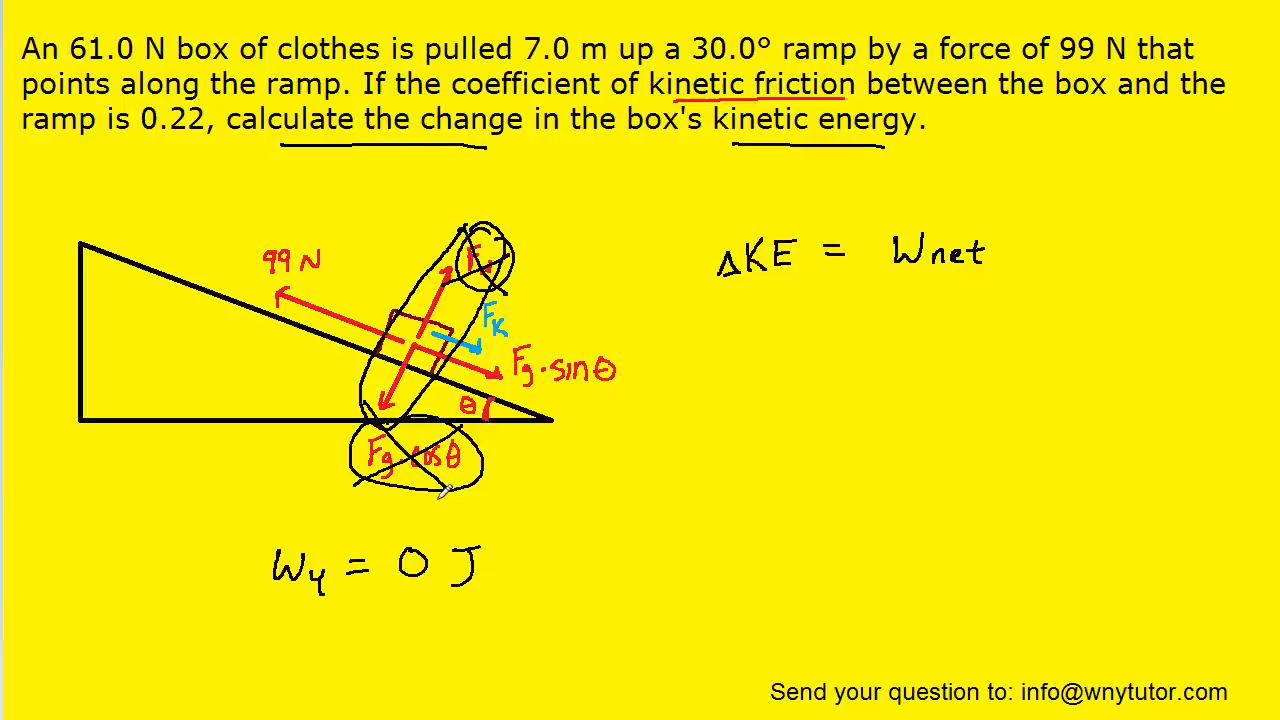 An 61.0 N box of clothes is pulled 7.0 m up a 30.0° ramp by a force of 99 N that
points along the ramp. If the coefficient of kinetic friction between the box and the
ramp is 0.22, calculate the change in the box's kinetic energy.
99 N
F
ΔKE = Wnet
FK
Fg · sin θ
θ
Fg · cos θ
Wy = 0 J
Send your question to: info@wnytutor.com